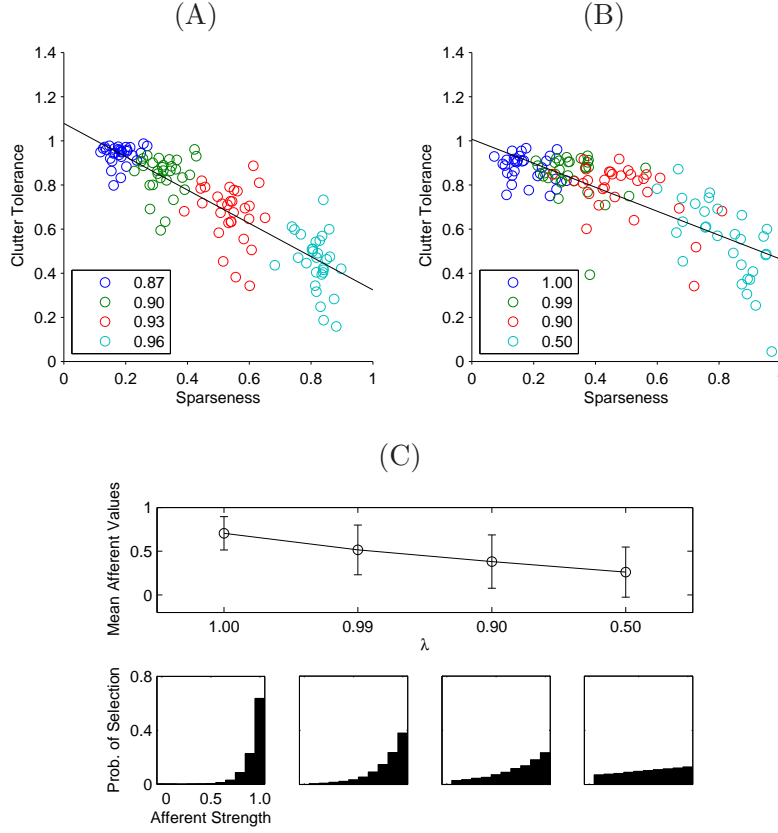 (A)
1.4
1.2
1
0.8
0.6
0.4
0.2
0
Clutter Tolerance
0.87
0.90
0.93
0.96
0 0.2 0.4 0.6 0.8 1
Sparseness
(B)
1.4
1.2
1
0.8
0.6
0.4
0.2
0
Clutter Tolerance
1.00
0.99
0.90
0.50
0 0.2 0.4 0.6 0.8 1
Sparseness
(C)
Mean Afferent Values
1
0.5
0
1.00 0.99 0.90 0.50
λ
Prob. of Selection
0.8
0.4
0
0 0.5 1.0
Afferent Strength